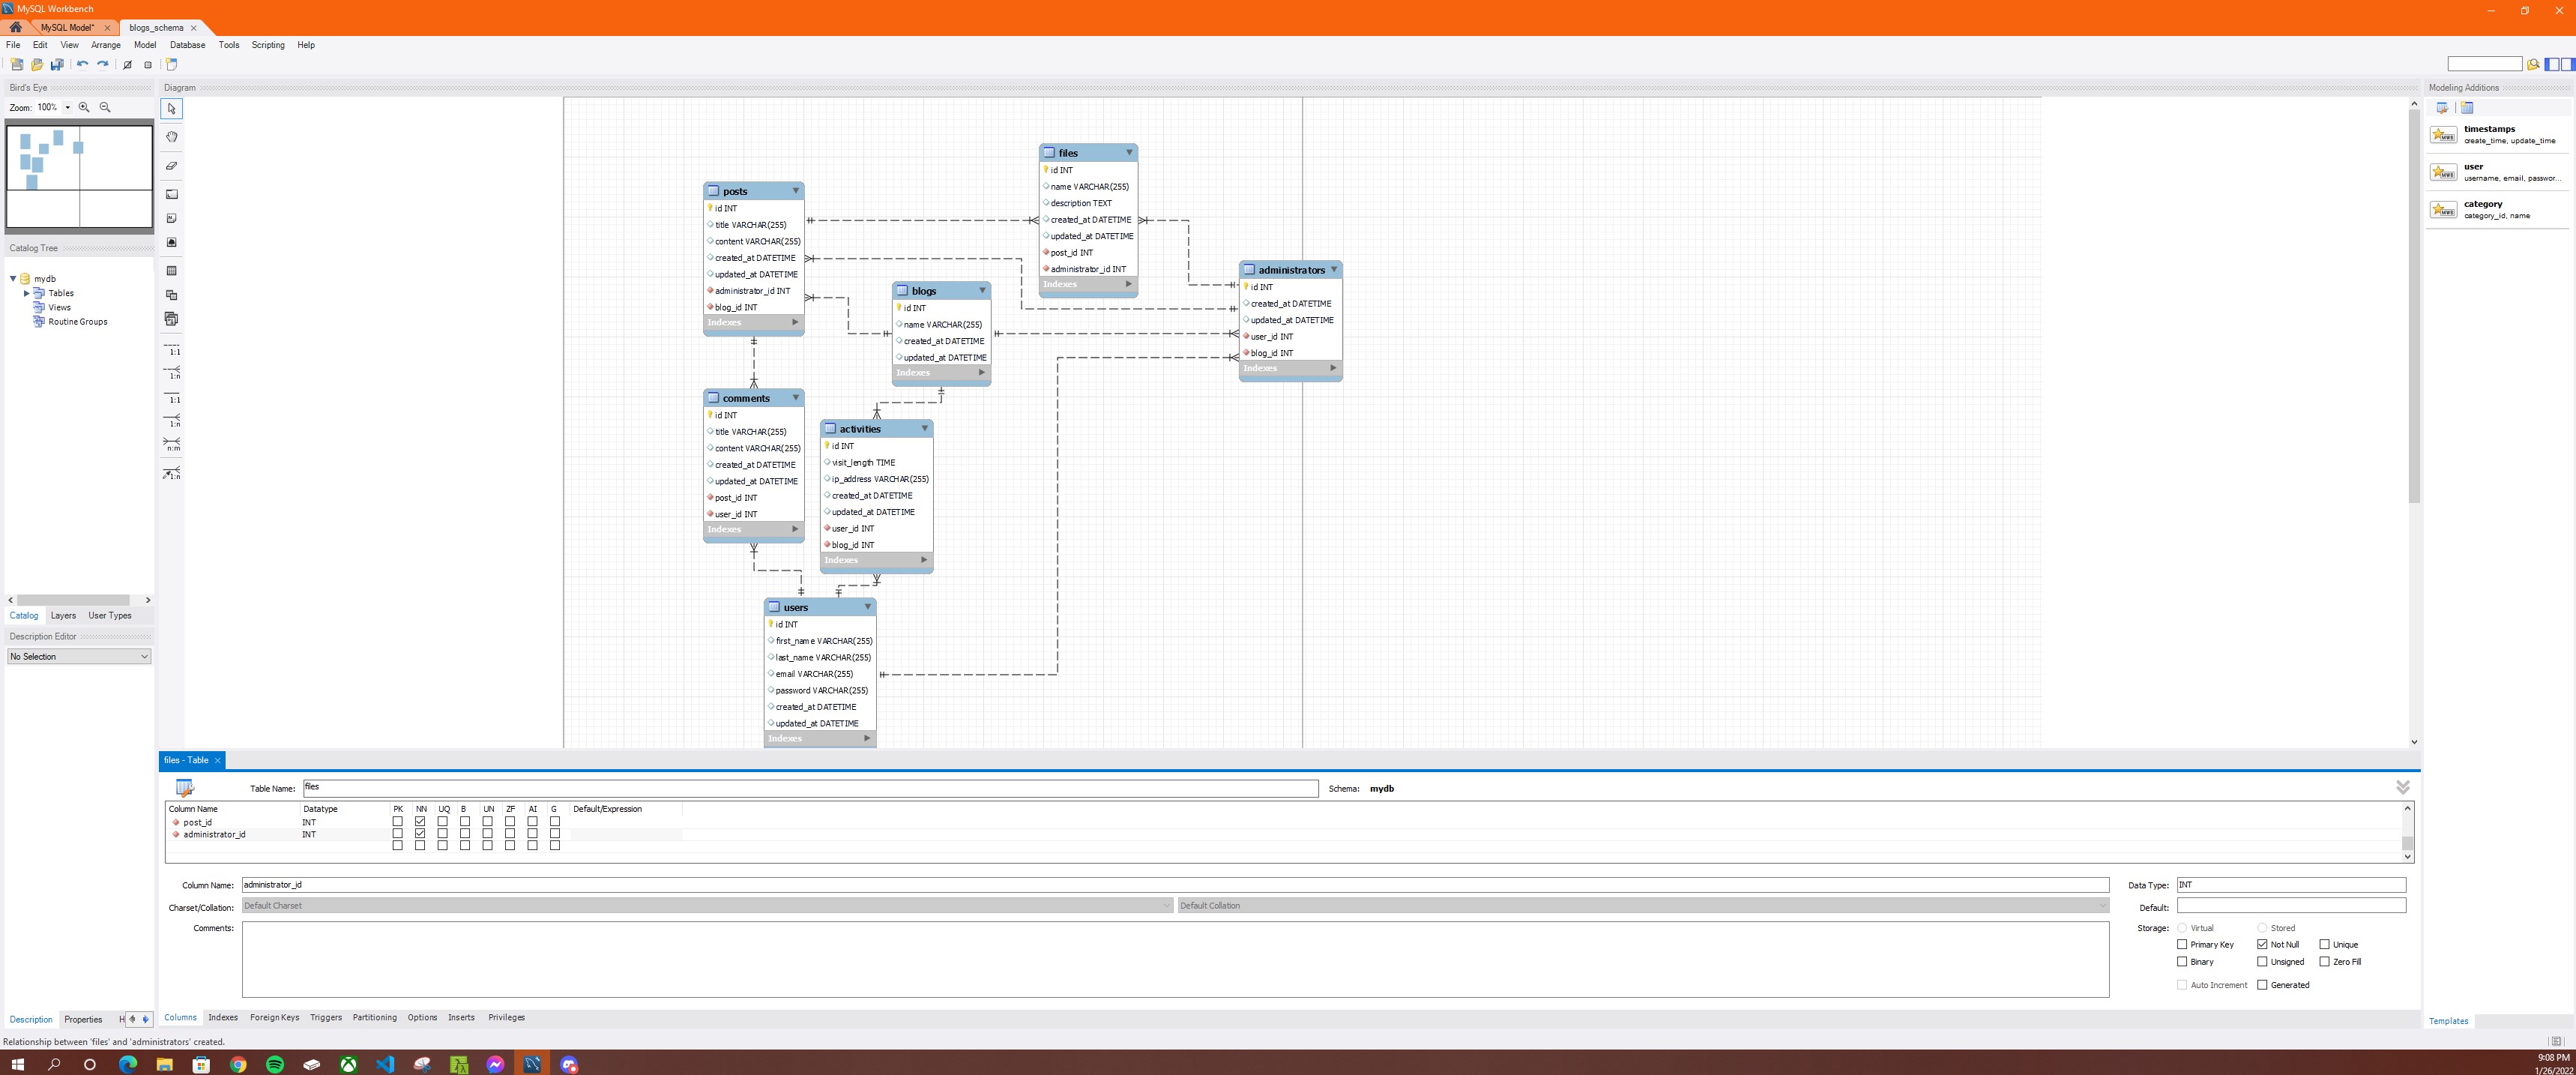 MySQL Workbench
MySQL Model*
blogs_schema
File Edit View Arrange Model Database Tools Scripting Help
Bird's Eye
Zoom: 100%
Catalog Tree
mydb
Tables
Views
Routine Groups
Catalog Layers User Types
Description Editor
No Selection
Description Properties H
1:1
1:n
1:1
1:n
n:m
1:n
Diagram
posts
id INT
title VARCHAR(255)
content VARCHAR(255)
created_at DATETIME
updated_at DATETIME
administrator_id INT
blog_id INT
Indexes
files
id INT
name VARCHAR(255)
description TEXT
created_at DATETIME
updated_at DATETIME
post_id INT
administrator_id INT
Indexes
blogs
id INT
name VARCHAR(255)
created_at DATETIME
updated_at DATETIME
Indexes
administrators
id INT
created_at DATETIME
updated_at DATETIME
user_id INT
blog_id INT
Indexes
comments
id INT
title VARCHAR(255)
content VARCHAR(255)
created_at DATETIME
updated_at DATETIME
post_id INT
user_id INT
Indexes
activities
id INT
visit_length TIME
ip_address VARCHAR(255)
created_at DATETIME
updated_at DATETIME
user_id INT
blog_id INT
Indexes
users
id INT
first_name VARCHAR(255)
last_name VARCHAR(255)
email VARCHAR(255)
password VARCHAR(255)
created_at DATETIME
updated_at DATETIME
Indexes
Modeling Additions
timestamps
create_time, update_time
user
username, email, passwor...
category
category_id, name
Templates
files - Table
Table Name: files Schema: mydb
Column Name Datatype PK NN UQ B UN ZF AI G Default/Expression
post_id INT
administrator_id INT
Column Name: administrator_id Data Type: INT
Charset/Collation: Default Charset Default Collation Default:
Comments: Storage: Virtual Stored
Primary Key Not Null Unique
Binary Unsigned Zero Fill
Auto Increment Generated
Columns Indexes Foreign Keys Triggers Partitioning Options Inserts Privileges
Relationship between 'files' and 'administrators' created.
9:08 PM
1/26/2022